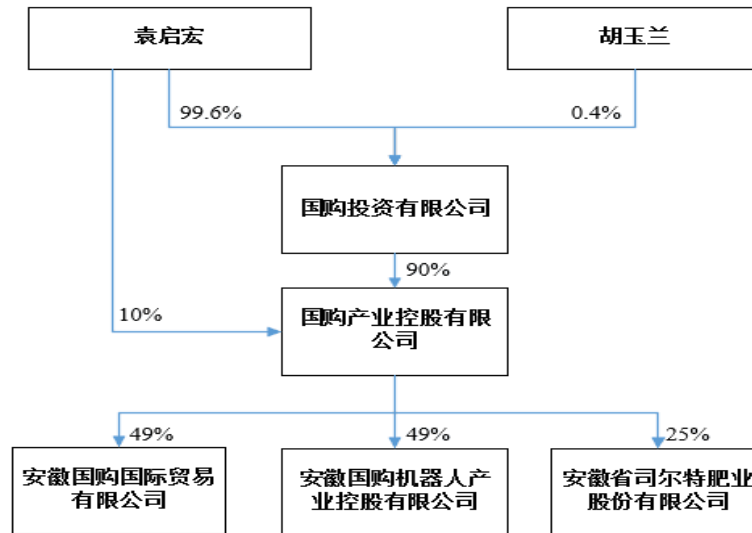 袁启宏
胡玉兰
99.6%
0.4%
国购投资有限公司
90%
10%
国购产业控股有限
公司
49%
49%
25%
安徽国购国际贸易
有限公司
安徽国购机器人产
业控股有限公司
安徽省司尔特肥业
股份有限公司